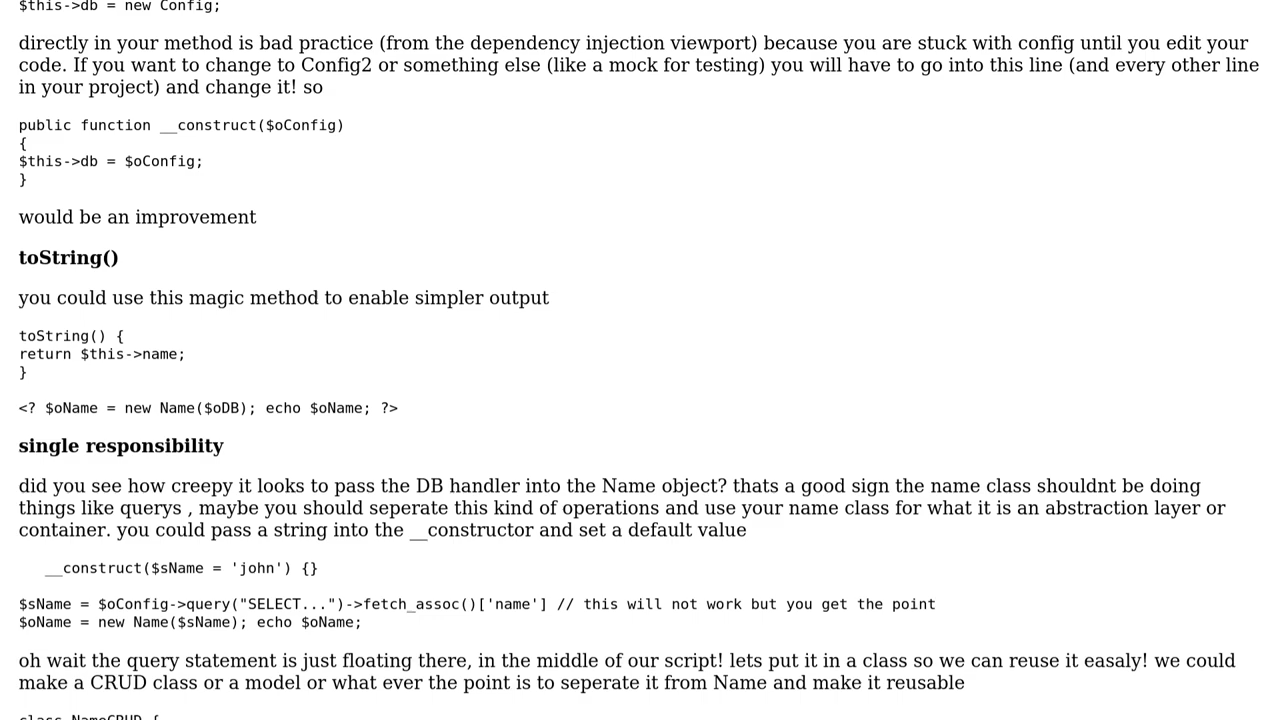 $this->db = new Config;
directly in your method is bad practice (from the dependency injection viewport) because you are stuck with config until you edit your
code. If you want to change to Config2 or something else (like a mock for testing) you will have to go into this line (and every other line
in your project) and change it! so
public function __construct($oConfig)
{
$this->db = $oConfig;
}
would be an improvement
toString()
you could use this magic method to enable simpler output
toString() {
return $this->name;
}
<? $oName = new Name($oDB); echo $oName; ?>
single responsibility
did you see how creepy it looks to pass the DB handler into the Name object? thats a good sign the name class shouldnt be doing
things like querys , maybe you should seperate this kind of operations and use your name class for what it is an abstraction layer or
container. you could pass a string into the __constructor and set a default value
__construct($sName = 'john') {}
$sName = $oConfig->query("SELECT...")->fetch_assoc()['name'] // this will not work but you get the point
$oName = new Name($sName); echo $oName;
oh wait the query statement is just floating there, in the middle of our script! lets put it in a class so we can reuse it easaly! we could
make a CRUD class or a model or what ever the point is to seperate it from Name and make it reusable
class NameCRUD {